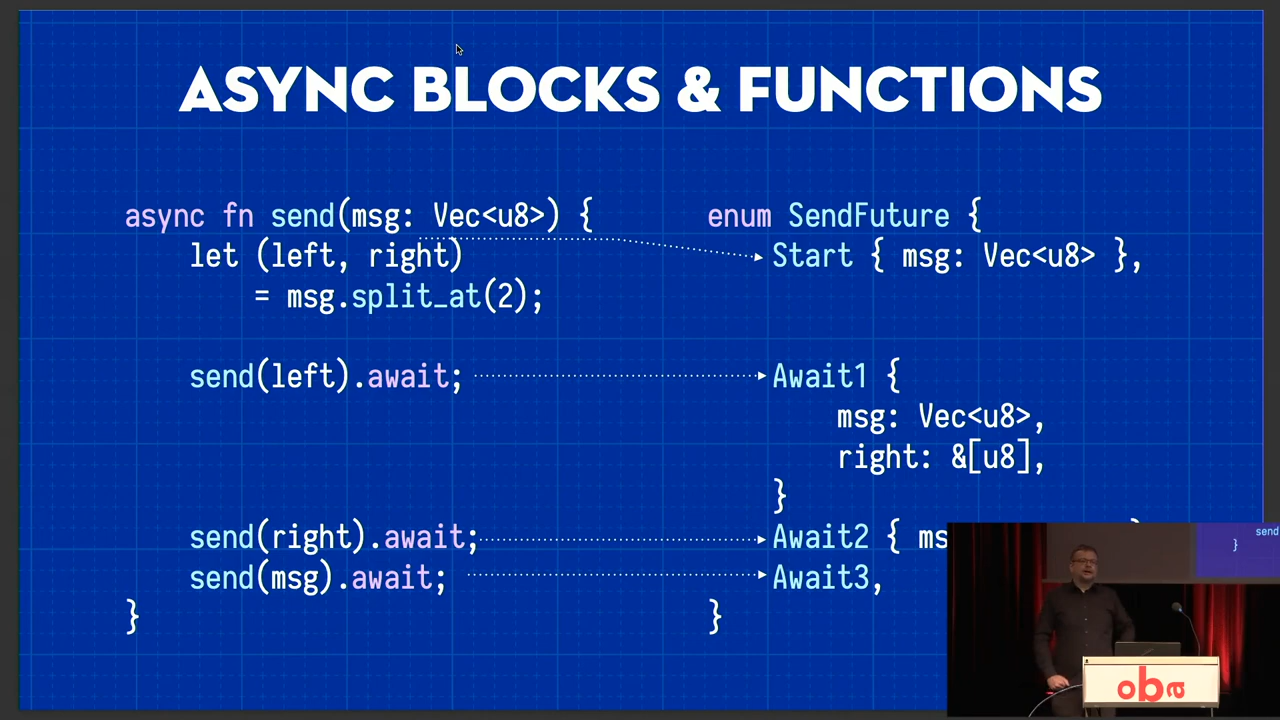 ASYNC BLOCKS & FUNCTIONS
async fn send(msg: Vec<u8>) {
let (left, right)
= msg.split_at(2);
send(left).await;
send(right).await;
send(msg).await;
}
enum SendFuture {
Start { msg: Vec<u8> },
Await1 {
msg: Vec<u8>,
right: &[u8],
}
Await2 { ms
Await3,
}
send
}
oba